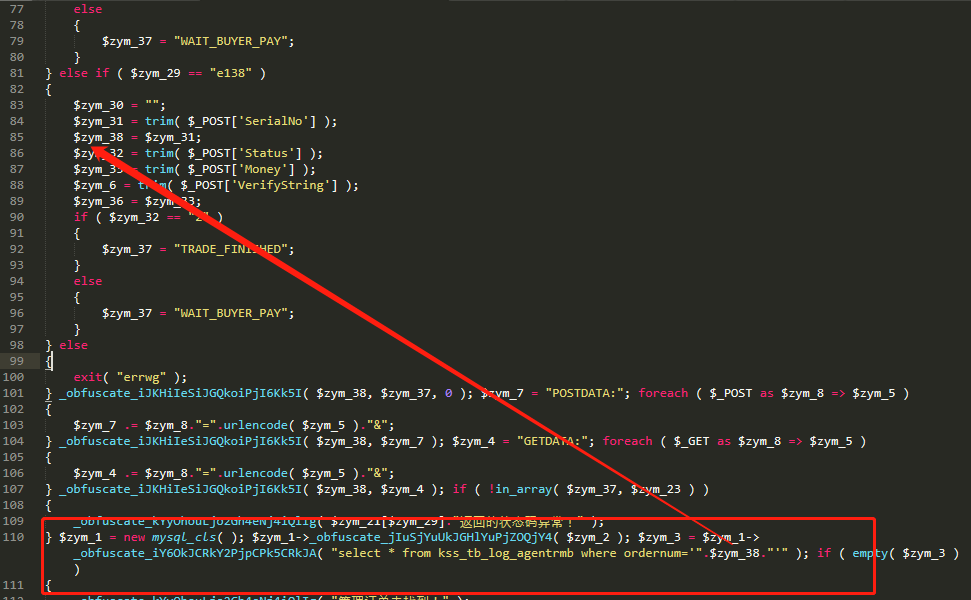 77 else
78 {
79 $zym_37 = "WAIT_BUYER_PAY";
80 }
81 } else if ( $zym_29 == "e138" )
82 {
83 $zym_30 = "";
84 $zym_31 = trim( $_POST['SerialNo'] );
85 $zym_38 = $zym_31;
86 $zym_32 = trim( $_POST['Status'] );
87 $zym_33 = trim( $_POST['Money'] );
88 $zym_6 = trim( $_POST['VerifyString'] );
89 $zym_36 = $zym_33;
90 if ( $zym_32 == "2" )
91 {
92 $zym_37 = "TRADE_FINISHED";
93 }
94 else
95 {
96 $zym_37 = "WAIT_BUYER_PAY";
97 }
98 } else
99 {
100 exit( "errwg" );
101 } _obfuscate_iJKHiIeSiJGQkoiPjI6Kk5I( $zym_38, $zym_37, 0 ); $zym_7 = "POSTDATA:"; foreach ( $_POST as $zym_8 => $zym_5 )
102 {
103 $zym_7 .= $zym_8."=".urlencode( $zym_5 )."&";
104 } _obfuscate_iJKHiIeSiJGQkoiPjI6Kk5I( $zym_38, $zym_7 ); $zym_4 = "GETDATA:"; foreach ( $_GET as $zym_8 => $zym_5 )
105 {
106 $zym_4 .= $zym_8."=".urlencode( $zym_5 )."&";
107 } _obfuscate_iJKHiIeSiJGQkoiPjI6Kk5I( $zym_38, $zym_4 ); if ( !in_array( $zym_37, $zym_23 ) )
108 {
109 $zym_21[$zym_29]."返回的状态码异常！" );
110 } $zym_1 = new mysql_cls( ); $zym_1->_obfuscate_jIuSjYuUkJGHlYuPjZOQjY4( $zym_2 ); $zym_3 = $zym_1->
_obfuscate_iY6OkJCRkY2PjpCPk5CRkJA( "select * from kss_tb_log_agentrmb where ordernum='".$zym_38."'" ); if ( empty( $zym_3 )
)
111 {